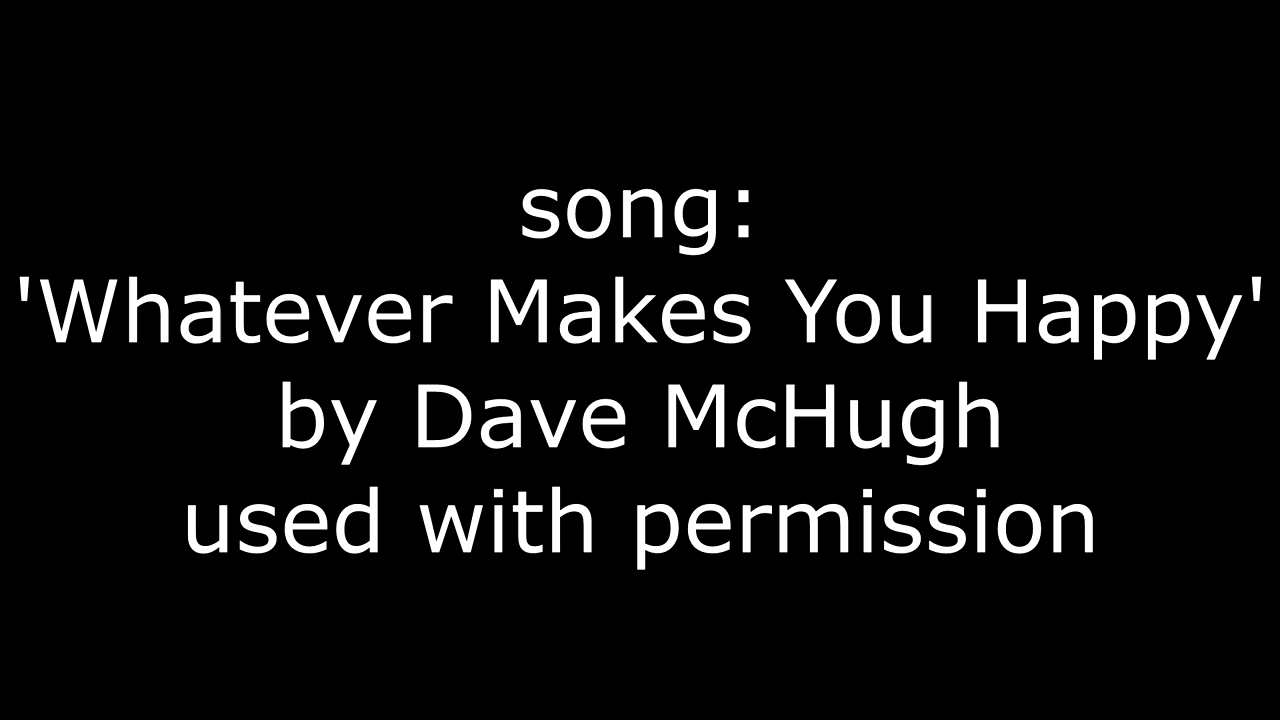 song:
'Whatever Makes You Happy'
by Dave McHugh
used with permission